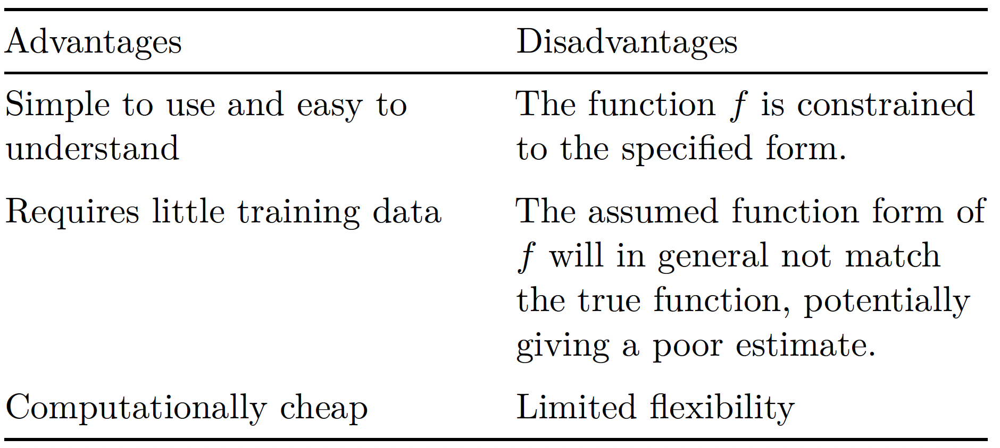 Advantages Disadvantages
Simple to use and easy to
understand
The function f is constrained
to the specified form.
Requires little training data
The assumed function form of
f will in general not match
the true function, potentially
giving a poor estimate.
Computationally cheap
Limited flexibility